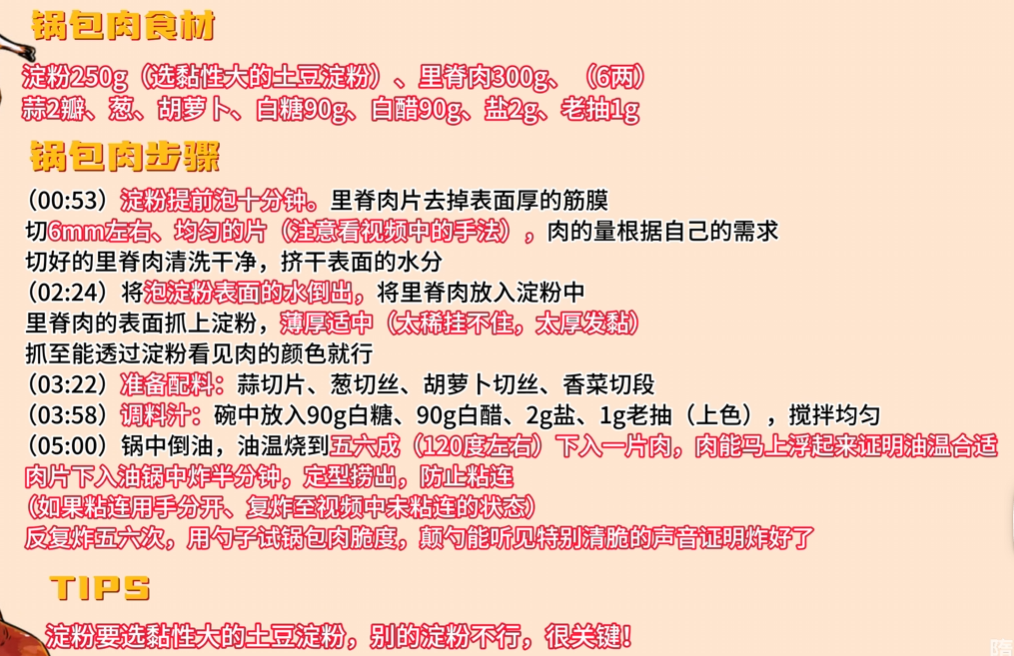 锅包肉食材
淀粉250g（选黏性大的土豆淀粉）、里脊肉300g、（6两）
蒜2瓣、葱、胡萝卜、白糖90g、白醋90g、盐2g、老抽1g
锅包肉步骤
（00:53）淀粉提前泡十分钟。里脊肉片去掉表面厚的筋膜
切6mm左右、均匀的片（注意看视频中的手法），肉的量根据自己的需求
切好的里脊肉清洗干净，挤干表面的水分
（02:24）将泡淀粉表面的水倒出，将里脊肉放入淀粉中
里脊肉的表面抓上淀粉，薄厚适中（太稀挂不住，太厚发黏）
抓至能透过淀粉看见肉的颜色就行
（03:22）准备配料：蒜切片、葱切丝、胡萝卜切丝、香菜切段
（03:58）调料汁：碗中放入90g白糖、90g白醋、2g盐、1g老抽（上色），搅拌均匀
（05:00）锅中倒油，油温烧到五六成（120度左右）下入一片肉，肉能马上浮起来证明油温合适
肉片下入油锅中炸半分钟，定型捞出，防止粘连
（如果粘连用手分开、复炸至视频中未粘连的状态）
反复炸五六次，用勺子试锅包肉脆度，颠勺能听见特别清脆的声音证明炸好了
TIPS
淀粉要选黏性大的土豆淀粉，别的淀粉不行，很关键！